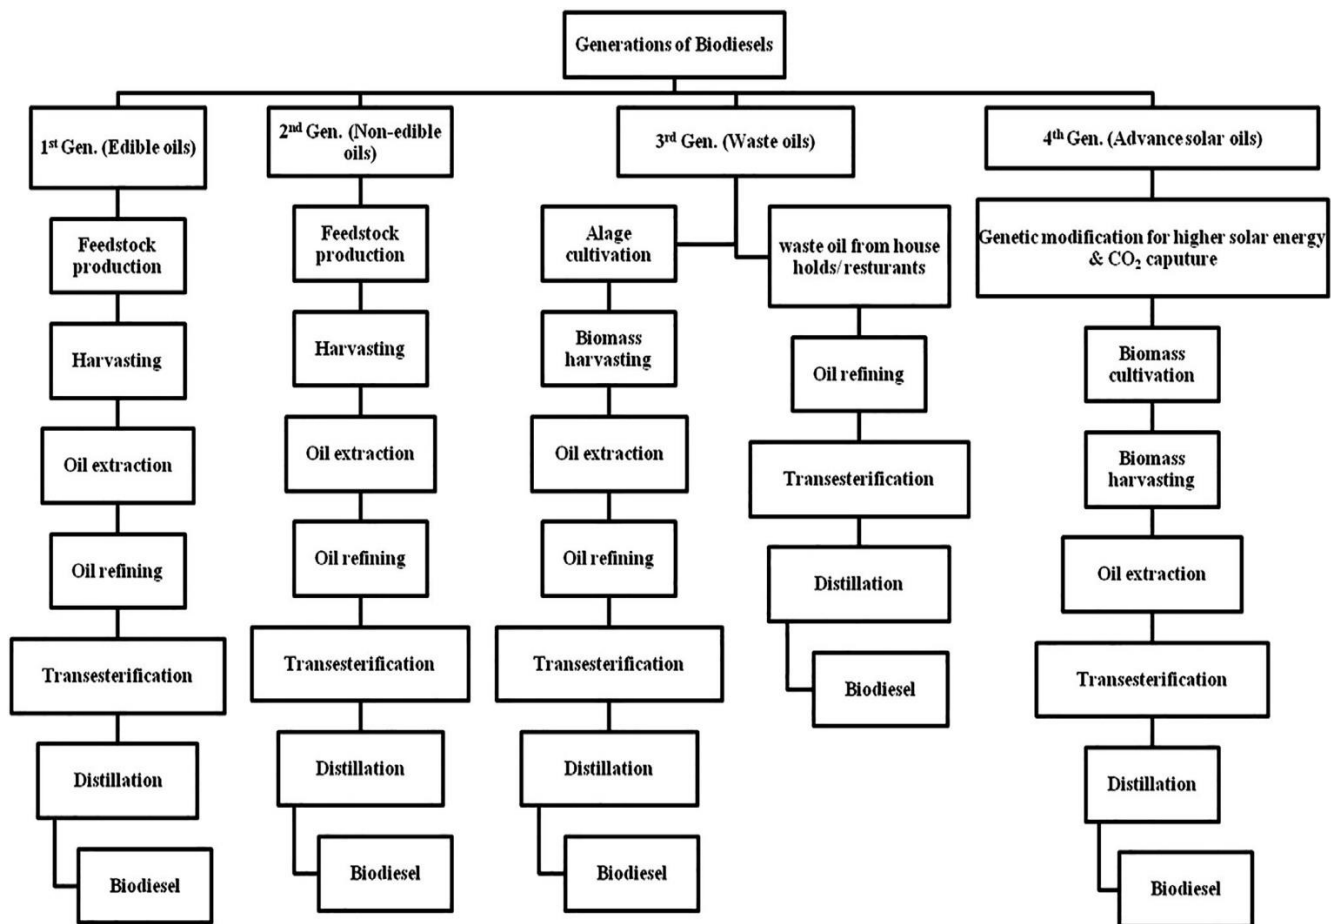 Generations of Biodiesels
1st Gen. (Edible oils)
Feedstock
production
Harvasting
Oil extraction
Oil refining
Transesterification
Distillation
Biodiesel
2nd Gen. (Non-edible
oils)
Feedstock
production
Harvasting
Oil extraction
Oil refining
Transesterification
Distillation
Biodiesel
3rd Gen. (Waste oils)
Alage
cultivation
Biomass
harvasting
Oil extraction
Oil refining
Transesterification
Distillation
Biodiesel
waste oil from house
holds/resturants
Oil refining
Transesterification
Distillation
Biodiesel
4th Gen. (Advance solar oils)
Genetic modification for higher solar energy
& CO2 caputure
Biomass
cultivation
Biomass
harvasting
Oil extraction
Transesterification
Distillation
Biodiesel